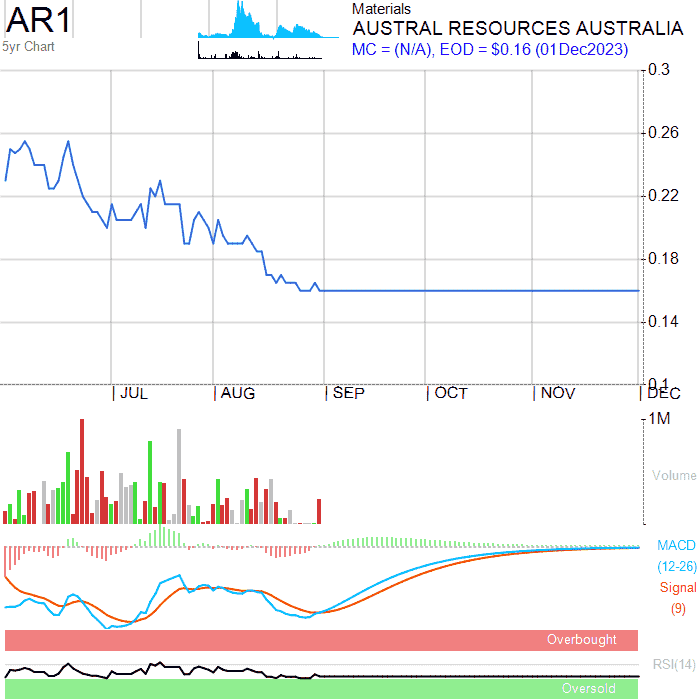 AR1
5yr Chart
Materials
AUSTRAL RESOURCES AUSTRALIA
MC = (N/A), EOD = $0.16 (01Dec2023)
0.3
0.26
0.22
0.18
0.14
0.1
JUL AUG SEP OCT NOV DEC
1M
Volume
MACD
(12-26)
Signal
(9)
Overbought
RSI(14)
Oversold